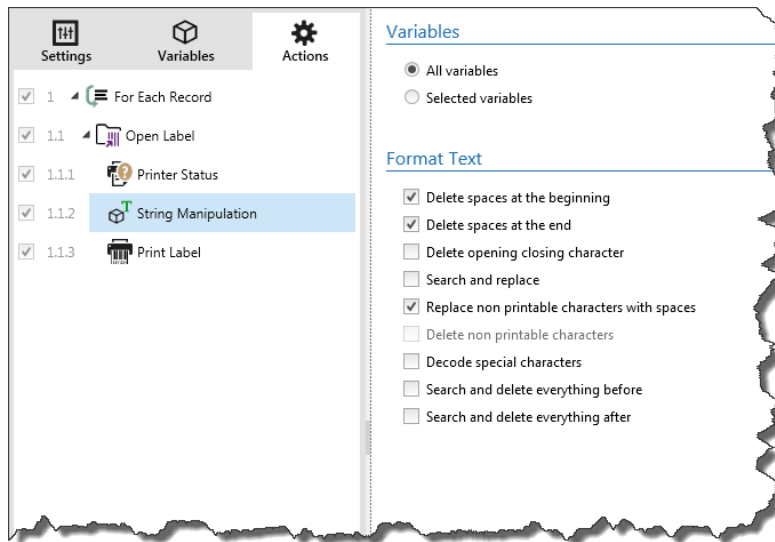 Settings
Variables
Actions
1 For Each Record
1.1 Open Label
1.1.1 Printer Status
1.1.2 String Manipulation
1.1.3 Print Label
Variables
All variables
Selected variables
Format Text
Delete spaces at the beginning
Delete spaces at the end
Delete opening closing character
Search and replace
Replace non printable characters with spaces
Delete non printable characters
Decode special characters
Search and delete everything before
Search and delete everything after